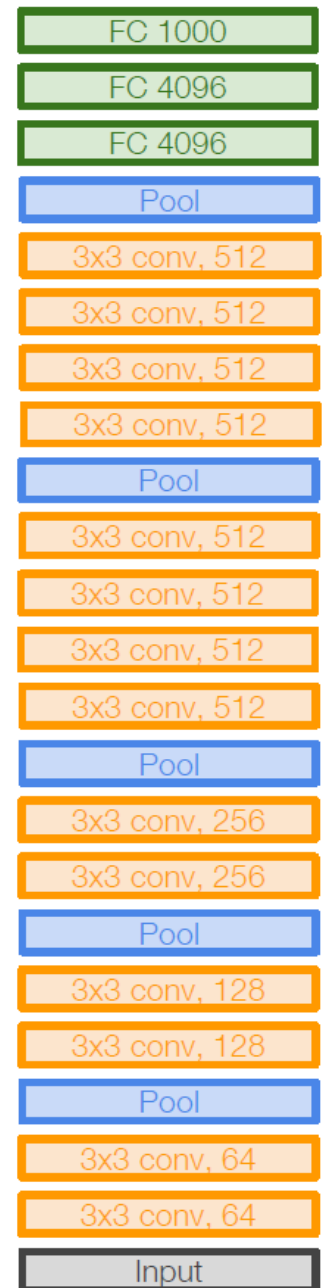 FC 1000
FC 4096
FC 4096
Pool
3x3 conv, 512
3x3 conv, 512
3x3 conv, 512
3x3 conv, 512
Pool
3x3 conv, 512
3x3 conv, 512
3x3 conv, 512
3x3 conv, 512
Pool
3x3 conv, 256
3x3 conv, 256
Pool
3x3 conv, 128
3x3 conv, 128
Pool
3x3 conv, 64
3x3 conv, 64
Input